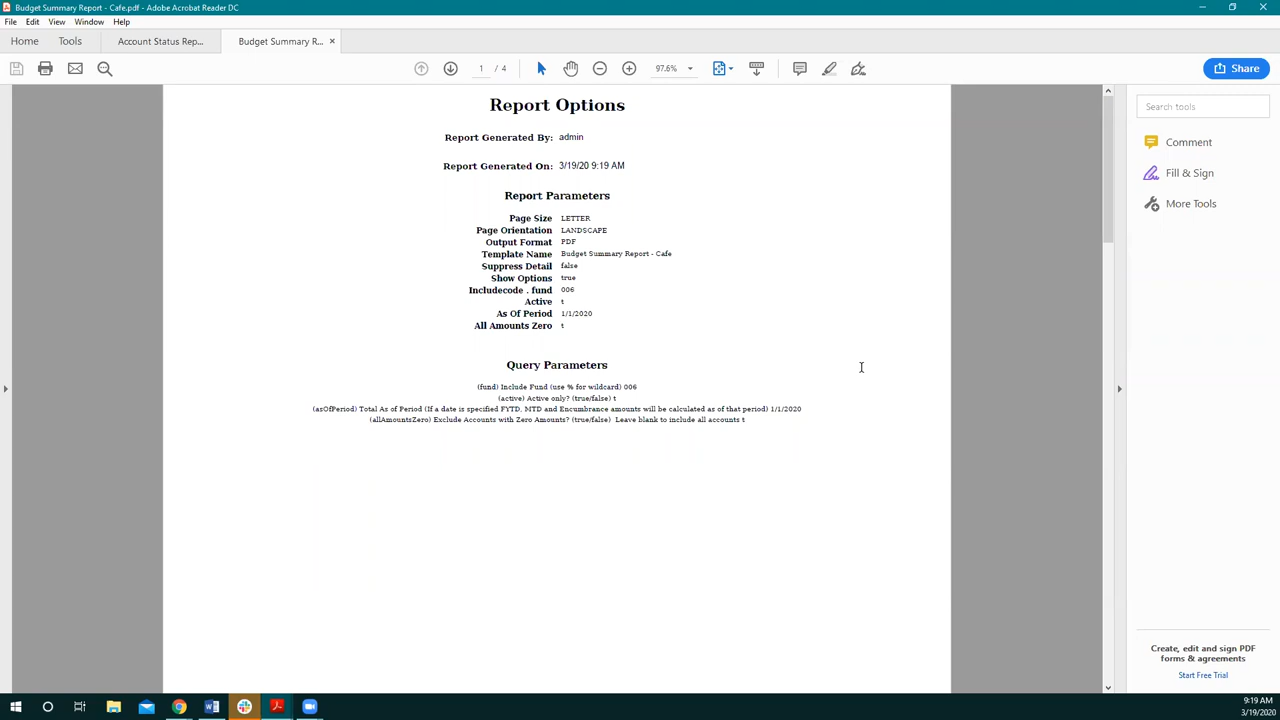 Budget Summary Report - Cafe.pdf - Adobe Acrobat Reader DC
File Edit View Window Help
Home Tools Account Status Rep... Budget Summary R... ×
1 / 4 97.6% Share
Report Options
Report Generated By: admin
Report Generated On: 3/19/20 9:19 AM
Report Parameters
Page Size LETTER
Page Orientation LANDSCAPE
Output Format PDF
Template Name Budget Summary Report - Cafe
Suppress Detail false
Show Options true
Includecode . fund 006
Active t
As Of Period 1/1/2020
All Amounts Zero t
Query Parameters
(fund) Include Fund (use % for wildcard) 006
(active) Active only? (true/false) t
(asOfPeriod) Total As of Period (If a date is specified FYTD, MTD and Encumbrance amounts will be calculated as of that period) 1/1/2020
(allAmountsZero) Exclude Accounts with Zero Amounts? (true/false) Leave blank to include all accounts t
Search tools
Comment
Fill & Sign
More Tools
Create, edit and sign PDF
forms & agreements
Start Free Trial
9:19 AM
3/19/2020